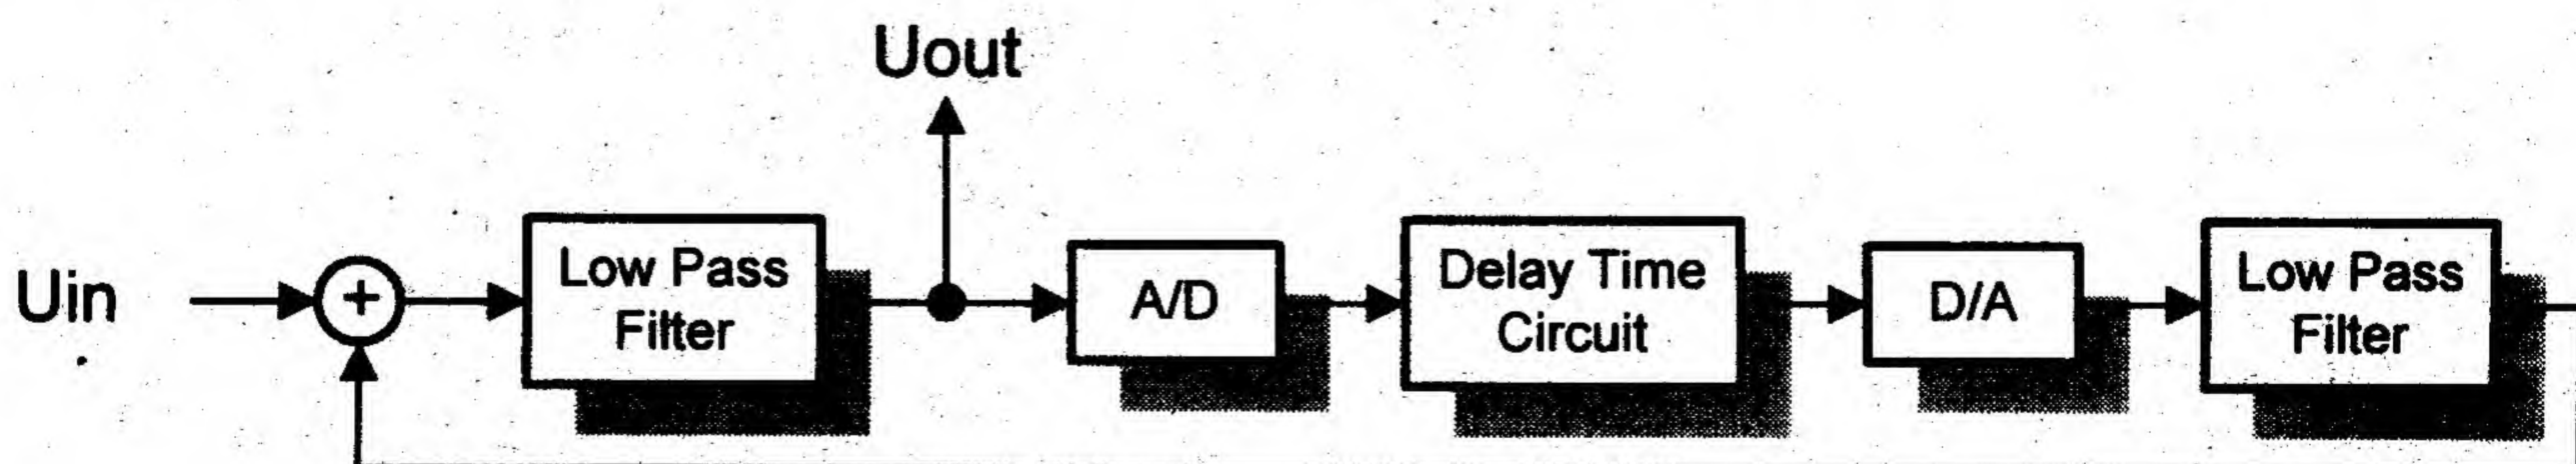 Uout
Uin
+
Low Pass
Filter
A/D
Delay Time
Circuit
D/A
Low Pass
Filter